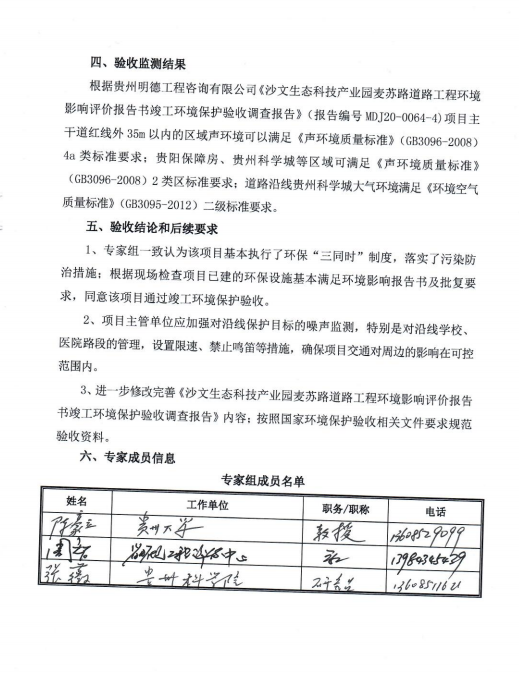 四、验收监测结果
根据贵州明德工程咨询有限公司《沙文生态科技产业园麦苏路道路工程环境
影响评价报告书竣工环境保护验收调查报告》（报告编号 MDJ20-0064-4）项目主
干道红线外 35m 以内的区域声环境可以满足《声环境质量标准》（GB3096-2008）
4a 类标准要求；贵阳保障房、贵州科学城等区域可满足《声环境质量标准》
（GB3096-2008）2 类区标准要求；道路沿线贵州科学城大气环境满足《环境空气
质量标准》（GB3095-2012）二级标准要求。
五、验收结论和后续要求
1、专家组一致认为该项目基本执行了环保“三同时”制度，落实了污染防
治措施；根据现场检查项目已建的环保设施基本满足环境影响报告书及批复要
求，同意该项目通过竣工环境保护验收。
2、项目主管单位应加强对沿线保护目标的噪声监测，特别是对沿线学校、
医院路段的管理，设置限速、禁止鸣笛等措施，确保项目交通对周边的影响在可控
范围内。
3、进一步修改完善《沙文生态科技产业园麦苏路道路工程环境影响评价报告
书竣工环境保护验收调查报告》内容；按照国家环境保护验收相关文件要求规范
验收资料。
六、专家成员信息
专家组成员名单
姓名 工作单位 职务/职称 电话
贵州大学 教授 13608529099
中心
张薇 贵州科学院 研究员 13608511621